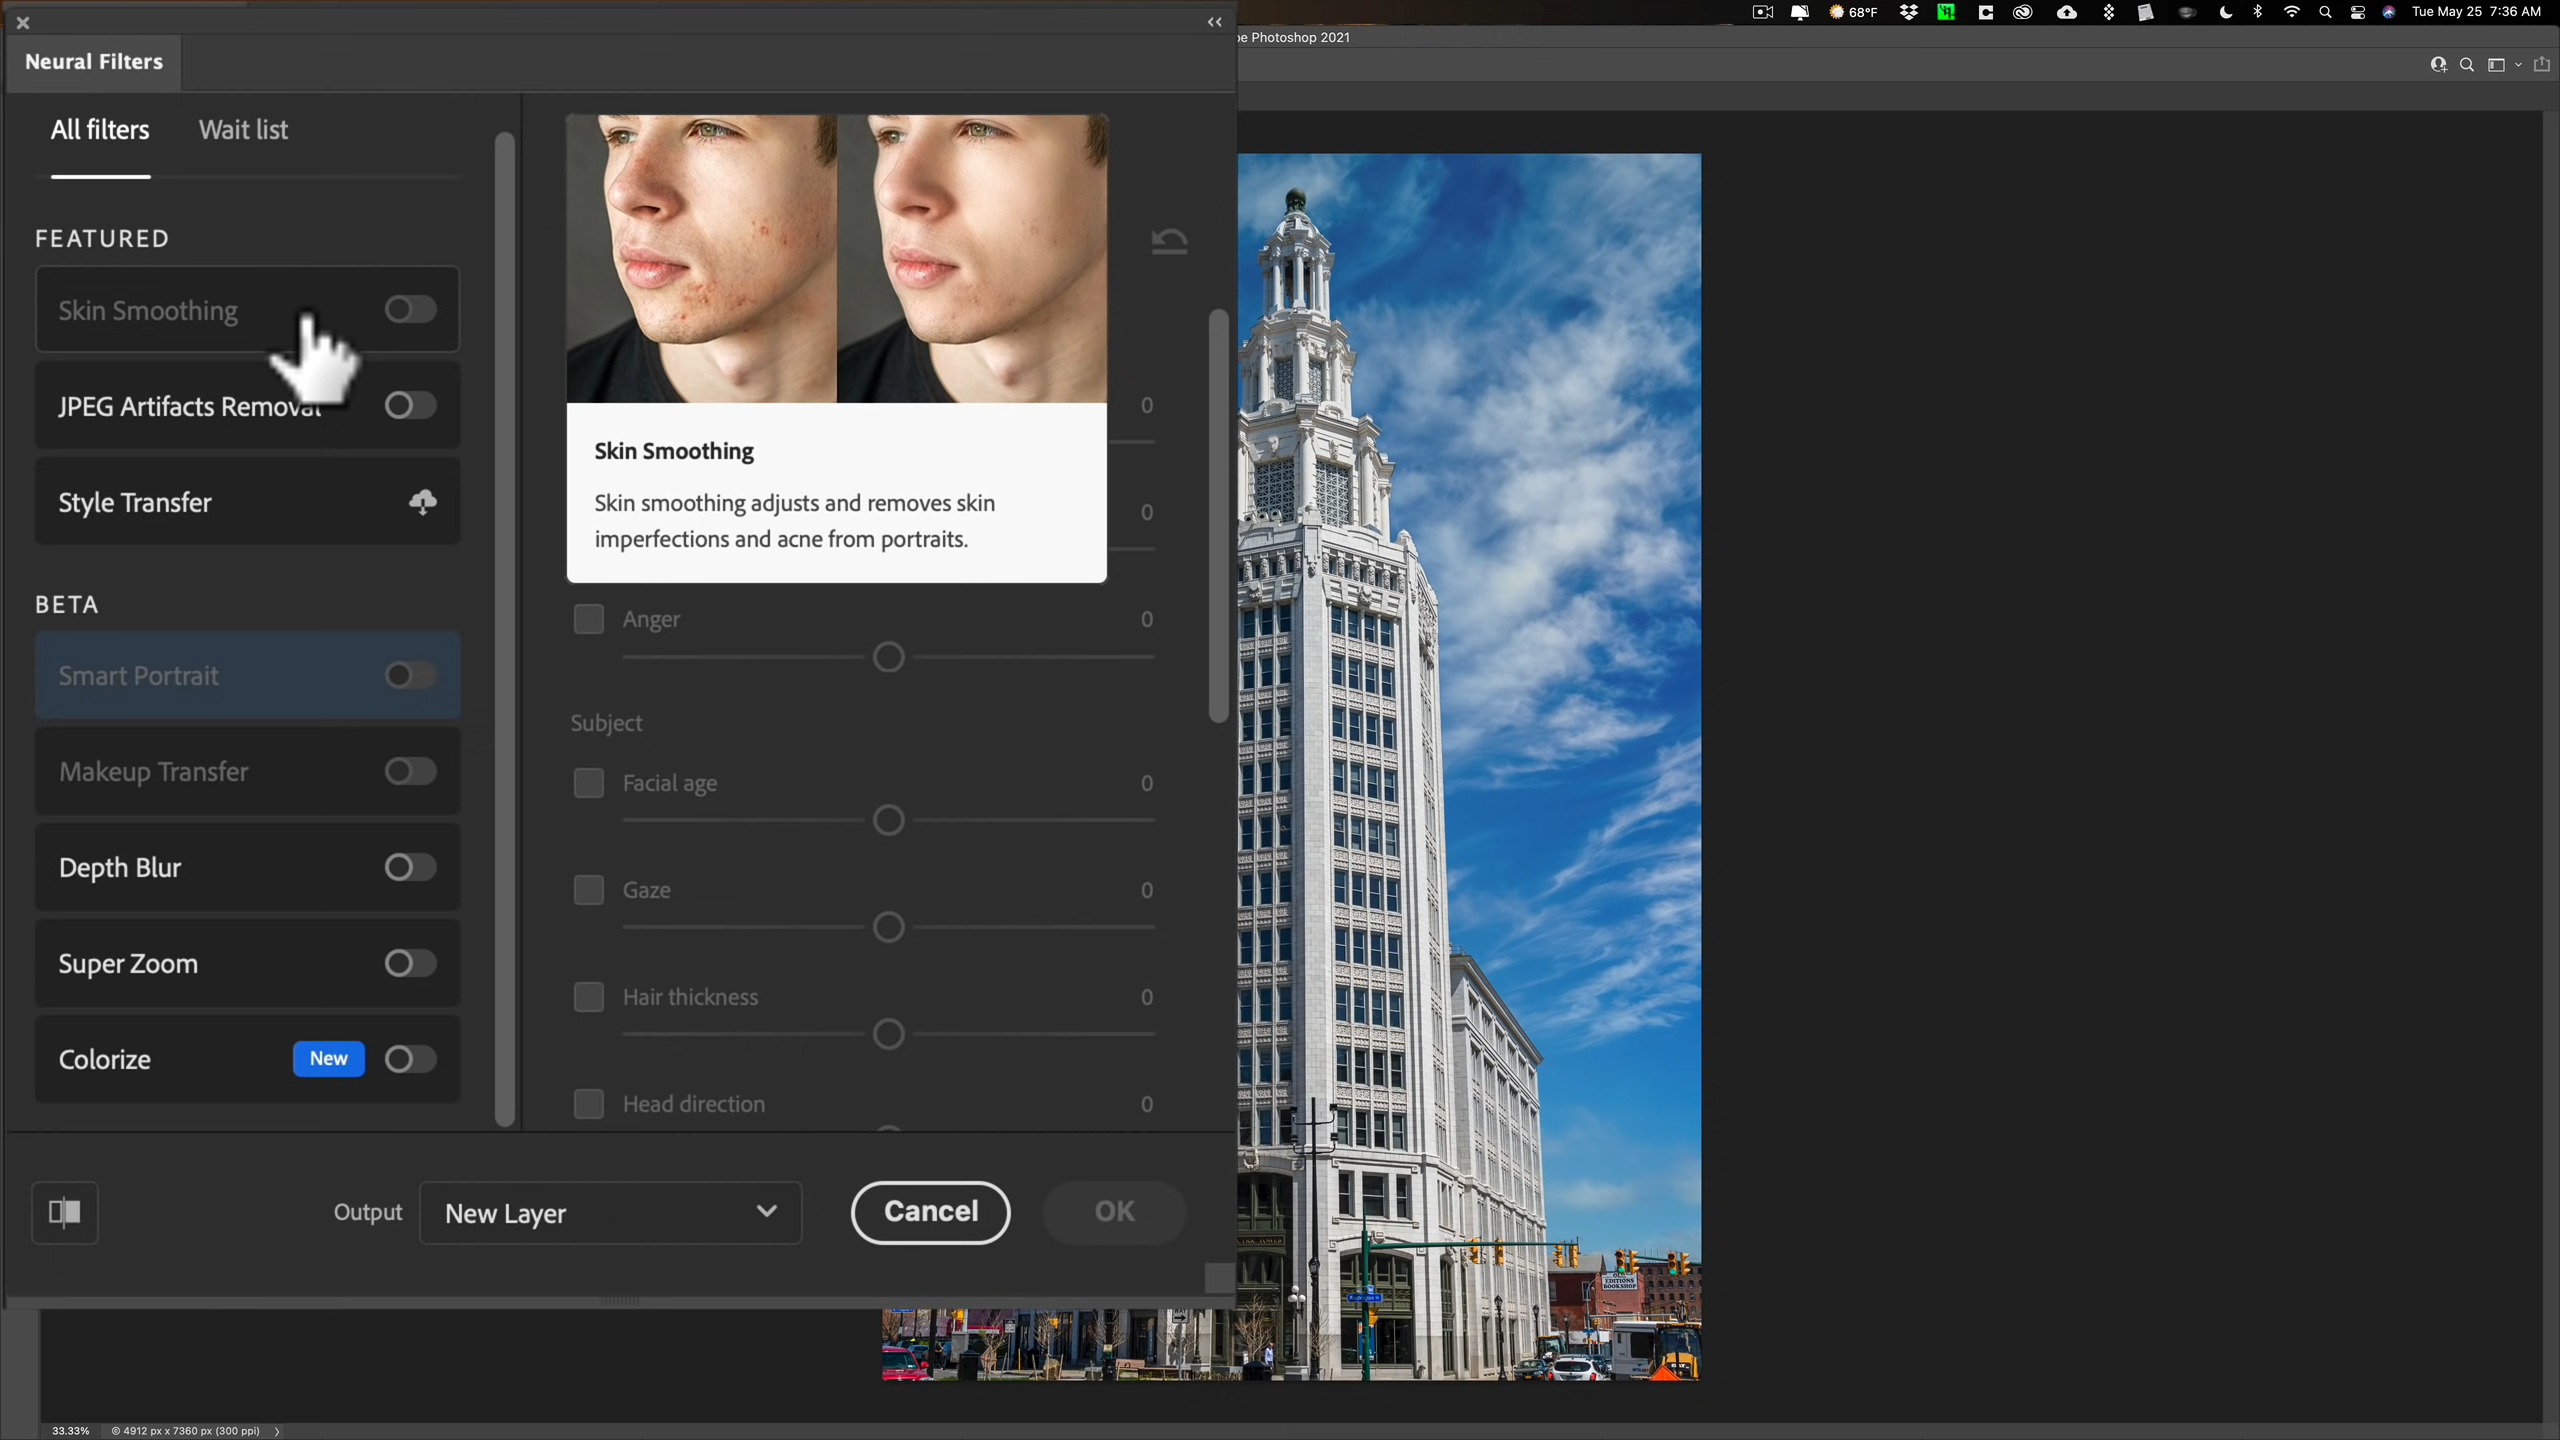 68°F
Tue May 25 7:36 AM
be Photoshop 2021
Neural Filters
All filters
Wait list
FEATURED
Skin Smoothing
JPEG Artifacts Removal
Style Transfer
BETA
Smart Portrait
Makeup Transfer
Depth Blur
Super Zoom
Colorize
New
0
0
Skin Smoothing
Skin smoothing adjusts and removes skin
imperfections and acne from portraits.
Anger
0
Subject
Facial age
0
Gaze
0
Hair thickness
0
Head direction
0
Output
New Layer
Cancel
OK
EDITIONS
BOOKSHOP
33.33%
4912 px x 7360 px (300 ppi)